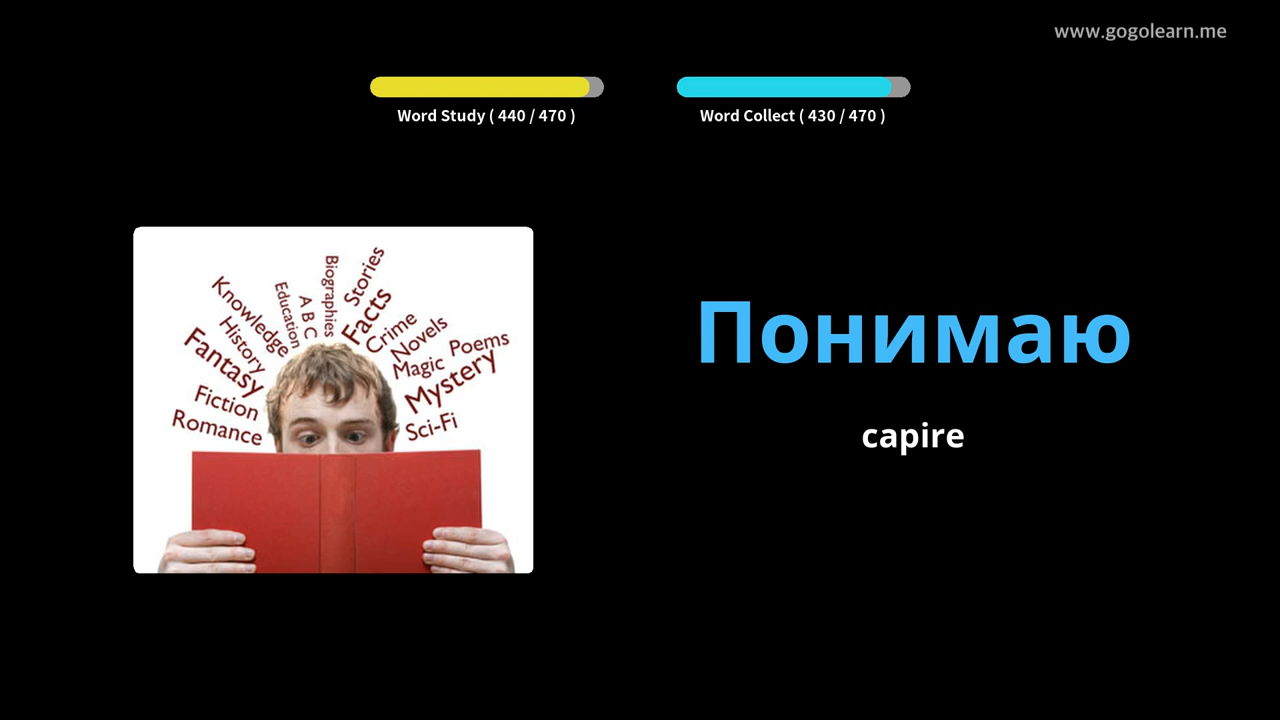 www.gogolearn.me
Word Study ( 440 / 470 )
Word Collect ( 430 / 470 )
Knowledge
History
Fantasy
Fiction
Romance
Education
A B C
Biographies
Stories
Facts
Crime
Novels
Magic
Poems
Mystery
Sci-Fi
Понимаю
capire